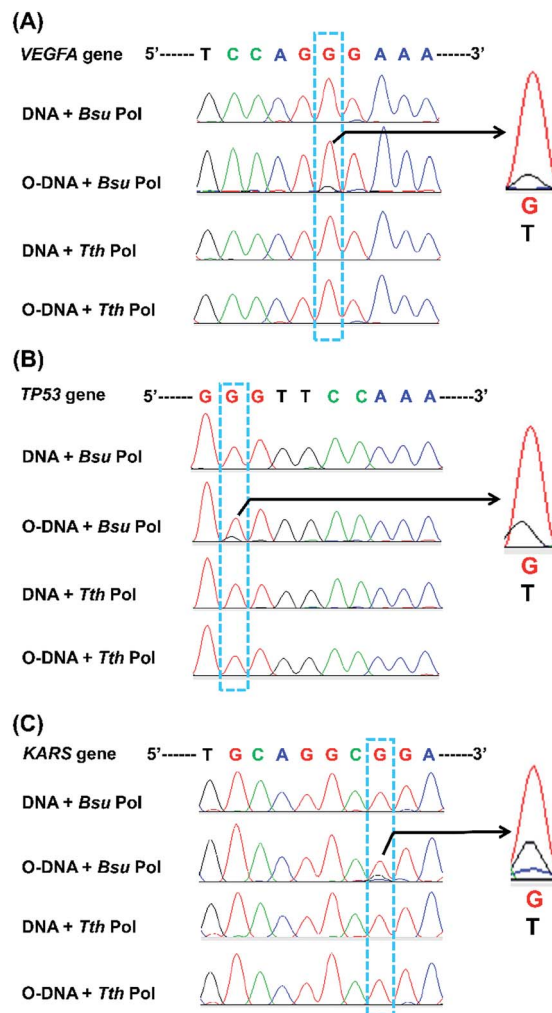 (A)
VEGFA gene 5’------ T C C A G G G A A A ------3’
DNA + Bsu Pol
O-DNA + Bsu Pol
G
T
DNA + Tth Pol
O-DNA + Tth Pol
(B)
TP53 gene 5’------ G G G T T C C A A A ------3’
DNA + Bsu Pol
O-DNA + Bsu Pol
G
T
DNA + Tth Pol
O-DNA + Tth Pol
(C)
KARS gene 5’------ T G C A G G C G G A ------3’
DNA + Bsu Pol
O-DNA + Bsu Pol
G
T
DNA + Tth Pol
O-DNA + Tth Pol